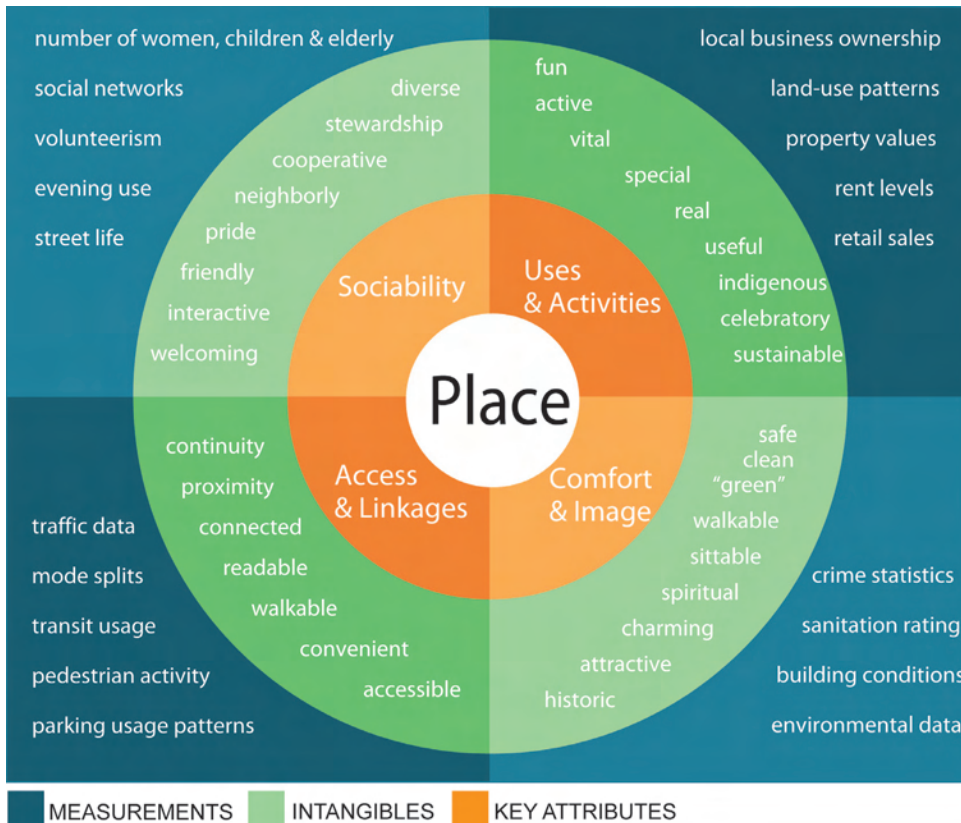 number of women, children & elderly
social networks
volunteerism
evening use
street life
diverse
stewardship
cooperative
neighborly
pride
friendly
interactive
welcoming
fun
active
vital
special
real
useful
indigenous
celebratory
sustainable
local business ownership
land-use patterns
property values
rent levels
retail sales
Sociability
Uses
& Activities
Place
Access
& Linkages
Comfort
& Image
continuity
proximity
connected
readable
walkable
convenient
accessible
traffic data
mode splits
transit usage
pedestrian activity
parking usage patterns
safe
clean
“green”
walkable
sittable
spiritual
charming
attractive
historic
crime statistics
sanitation rating
building conditions
environmental data
MEASUREMENTS
INTANGIBLES
KEY ATTRIBUTES